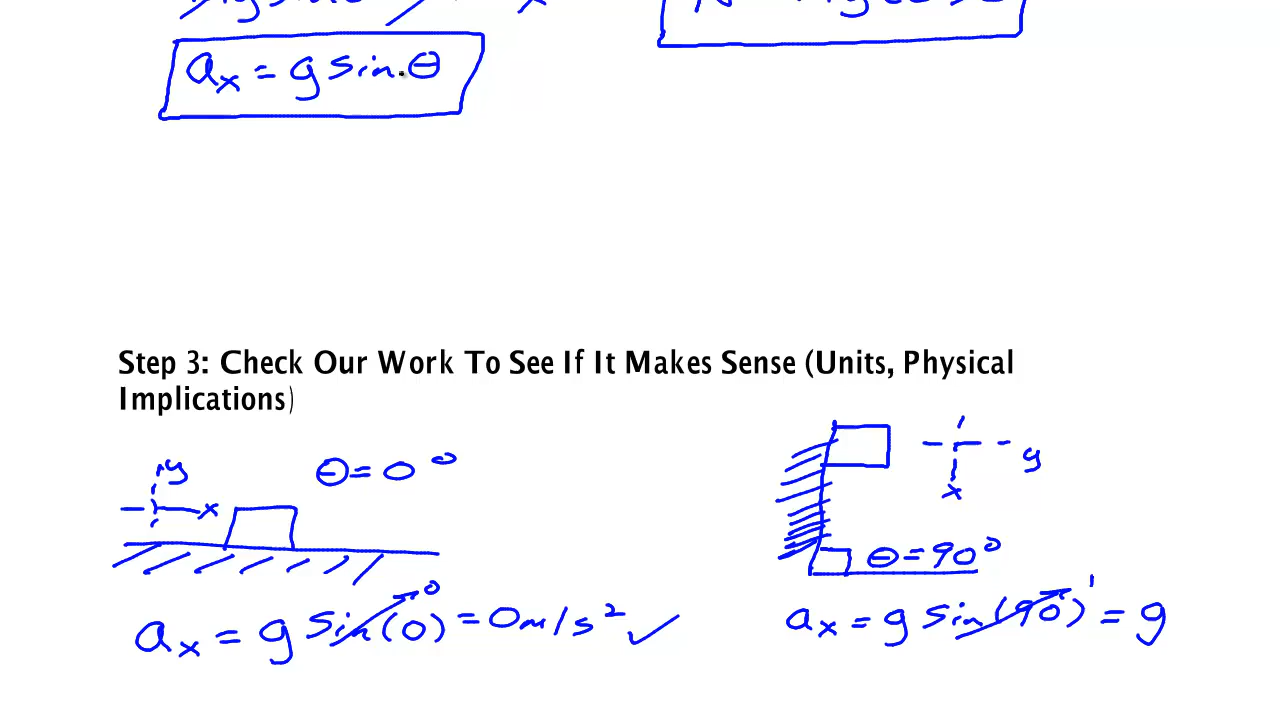 aₓ = g sin θ
Step 3: Check Our Work To See If It Makes Sense (Units, Physical
Implications)
y
x
θ = 0°
aₓ = g sin(0)⁰ = 0 m/s² ✓
y
x
θ = 90°
aₓ = g sin(90°)¹ = g